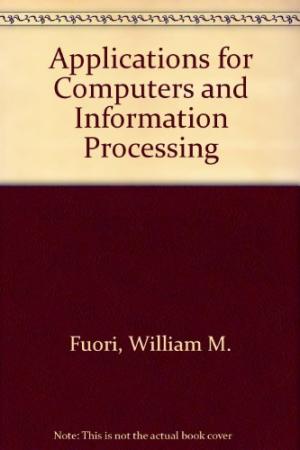 Applications for
Computers and
Information
Processing
Fuori, William M.
Note: This is not the actual book cover